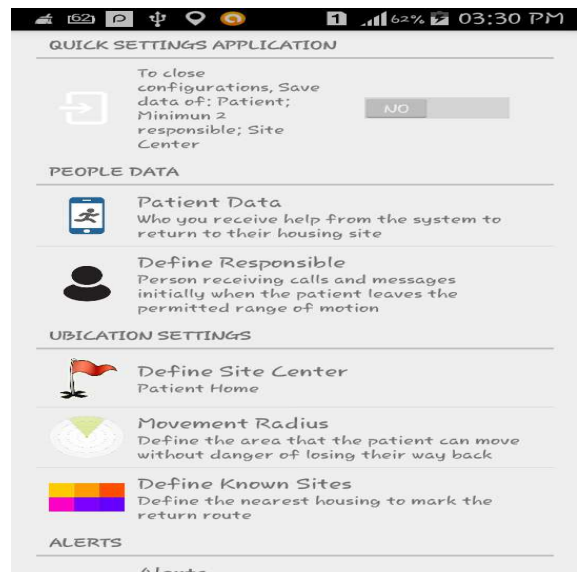 62 1 62% 03:30 PM
QUICK SETTINGS APPLICATION
To close
configurations, Save
data of: Patient;
Minimun 2
responsible; Site
Center
NO
PEOPLE DATA
Patient Data
Who you receive help from the system to
return to their housing site
Define Responsible
Person receiving calls and messages
initially when the patient leaves the
permitted range of motion
UBICATION SETTINGS
Define Site Center
Patient Home
Movement Radius
Define the area that the patient can move
without danger of losing their way back
Define Known Sites
Define the nearest housing to mark the
return route
ALERTS